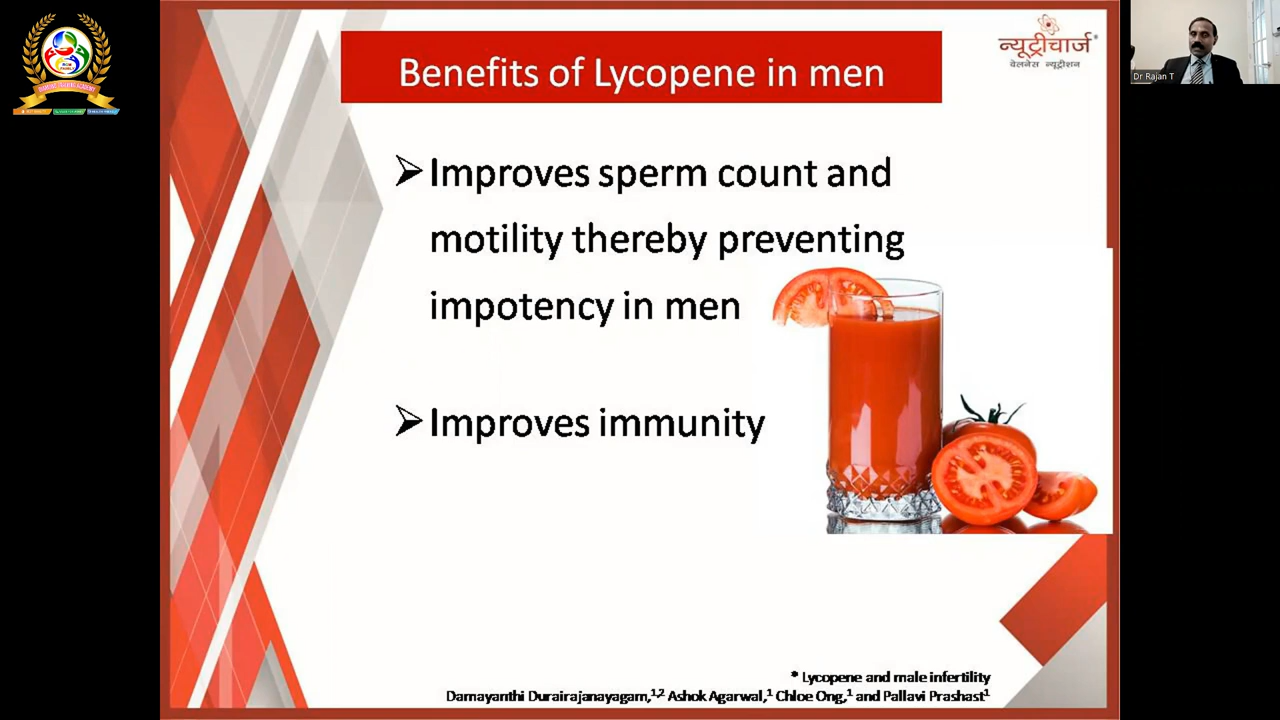 Benefits of Lycopene in men
न्यूट्रीचार्ज®
वेलनेस न्यूट्रीशन
Dr Rajan T
➢ Improves sperm count and
motility thereby preventing
impotency in men
➢ Improves immunity
* Lycopene and male infertility
Damayanthi Durairajanayagam,1,2 Ashok Agarwal,1 Chloe Ong,1 and Pallavi Prashast1